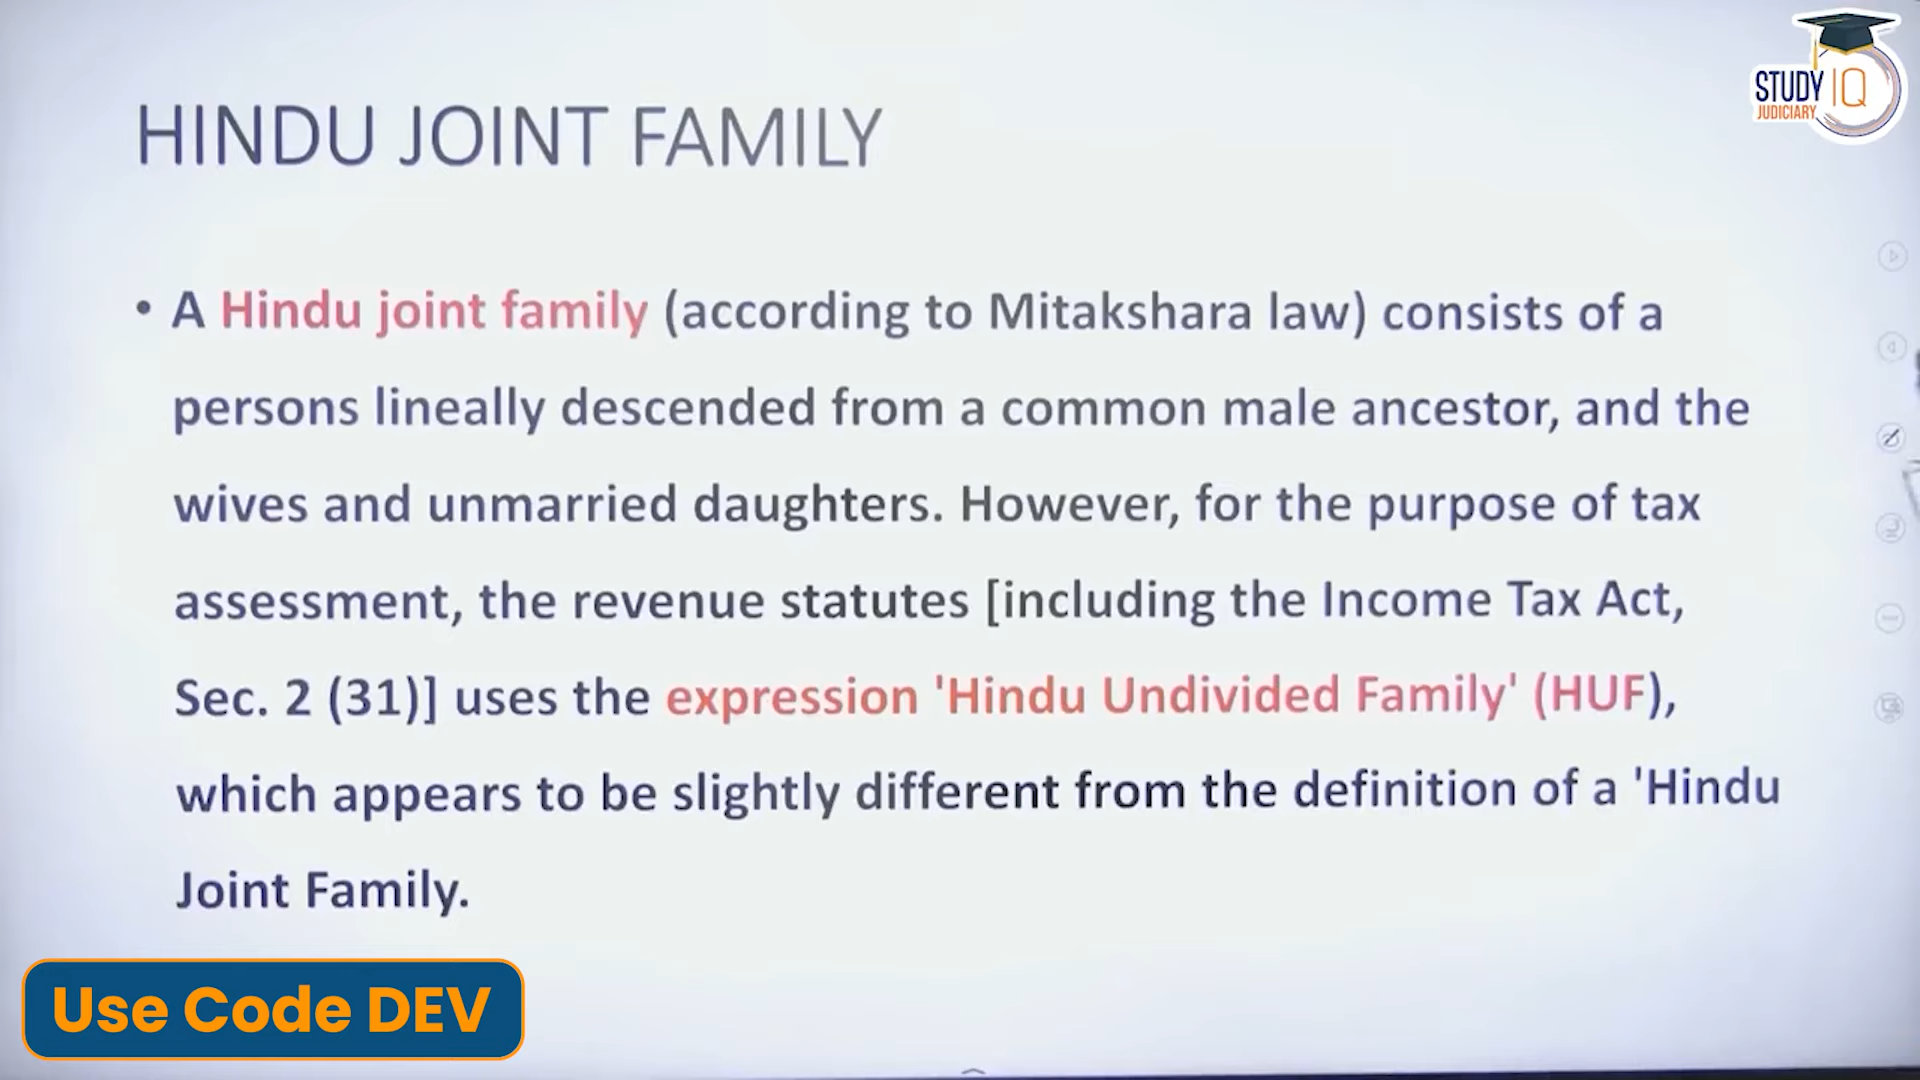 STUDY IQ
JUDICIARY
HINDU JOINT FAMILY
• A Hindu joint family (according to Mitakshara law) consists of a
persons lineally descended from a common male ancestor, and the
wives and unmarried daughters. However, for the purpose of tax
assessment, the revenue statutes [including the Income Tax Act,
Sec. 2 (31)] uses the expression 'Hindu Undivided Family' (HUF),
which appears to be slightly different from the definition of a 'Hindu
Joint Family.
Use Code DEV